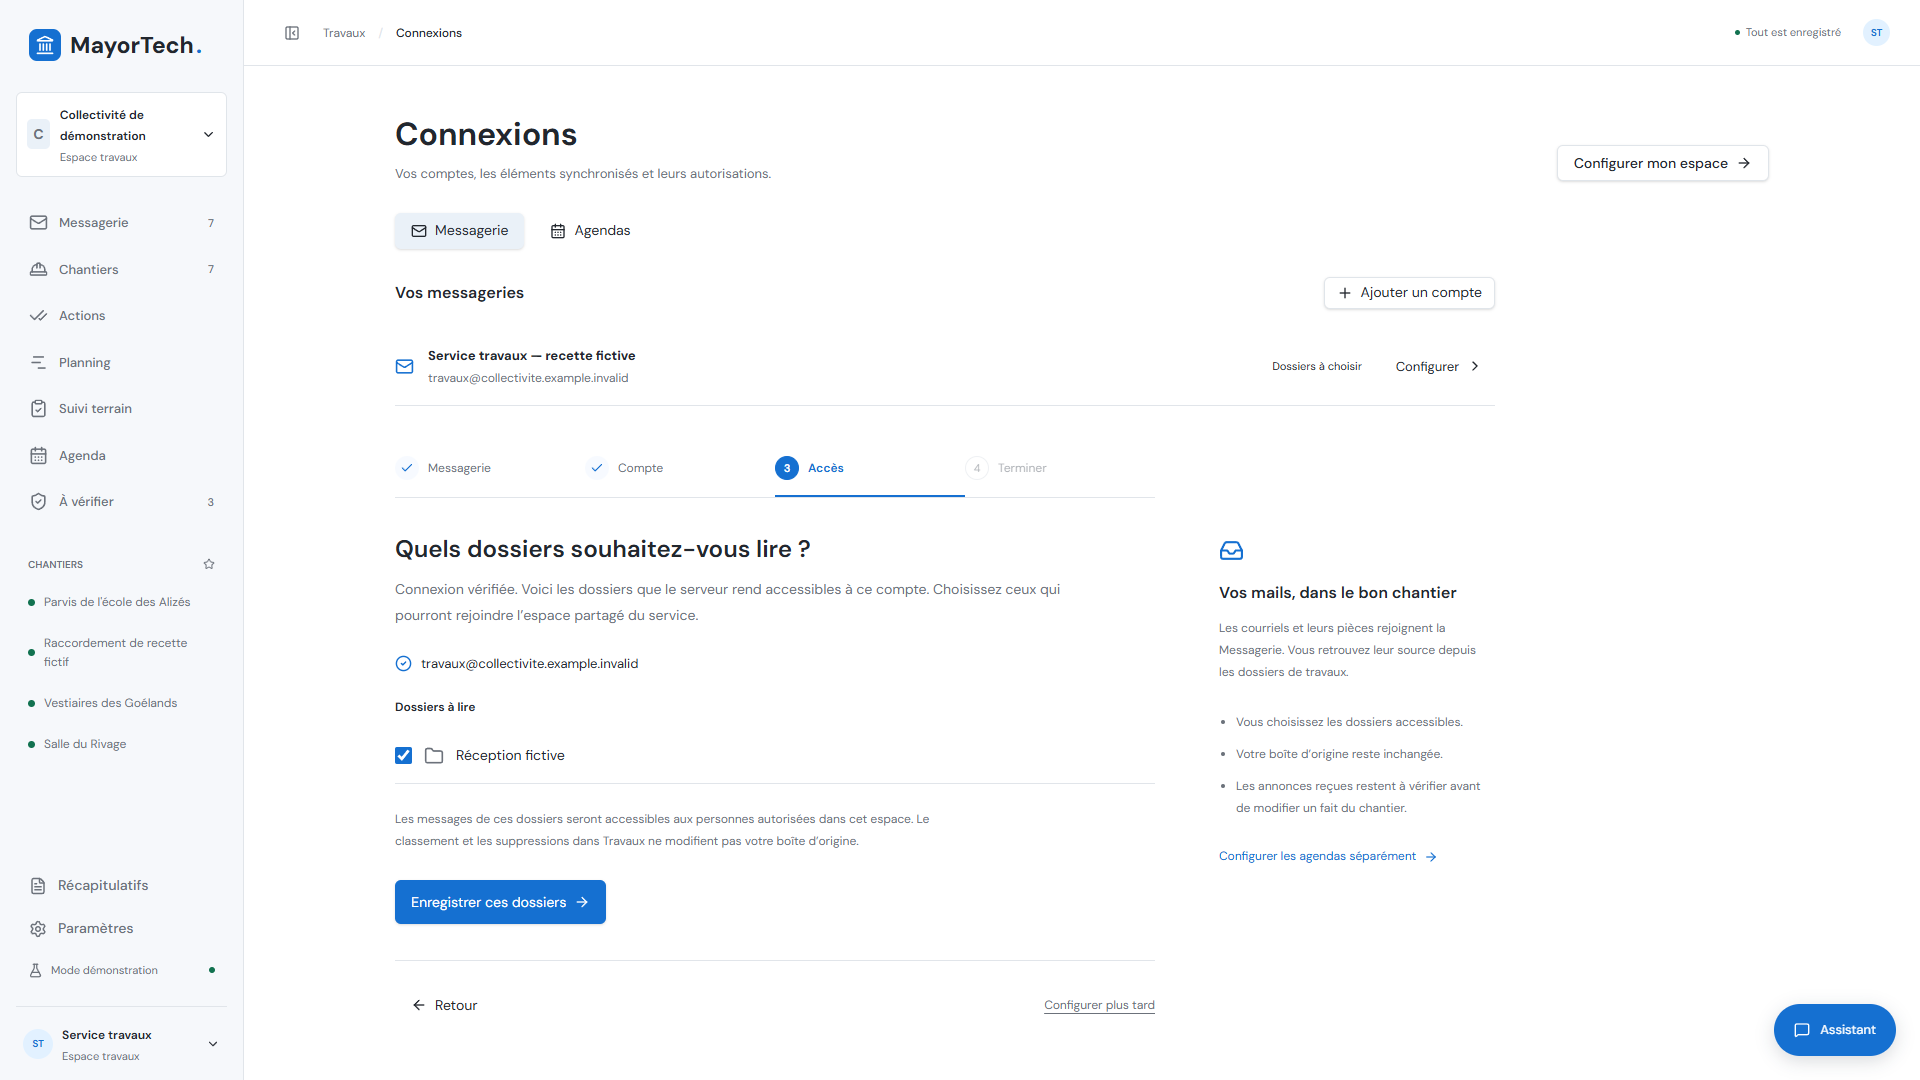 MayorTech.
Travaux / Connexions
Tout est enregistré
ST
C
Collectivité de
démonstration
Espace travaux
Messagerie 7
Chantiers 7
Actions
Planning
Suivi terrain
Agenda
À vérifier 3
CHANTIERS
Parvis de l'école des Alizés
Raccordement de recette
fictif
Vestiaires des Goélands
Salle du Rivage
Récapitulatifs
Paramètres
Mode démonstration
ST
Service travaux
Espace travaux
Connexions
Vos comptes, les éléments synchronisés et leurs autorisations.
Configurer mon espace
Messagerie
Agendas
Vos messageries
Ajouter un compte
Service travaux — recette fictive
travaux@collectivite.example.invalid
Dossiers à choisir
Configurer
Messagerie
Compte
3 Accès
4 Terminer
Quels dossiers souhaitez-vous lire ?
Connexion vérifiée. Voici les dossiers que le serveur rend accessibles à ce compte. Choisissez ceux qui
pourront rejoindre l’espace partagé du service.
travaux@collectivite.example.invalid
Dossiers à lire
Réception fictive
Les messages de ces dossiers seront accessibles aux personnes autorisées dans cet espace. Le
classement et les suppressions dans Travaux ne modifient pas votre boîte d’origine.
Enregistrer ces dossiers
Retour
Configurer plus tard
Vos mails, dans le bon chantier
Les courriels et leurs pièces rejoignent la
Messagerie. Vous retrouvez leur source depuis
les dossiers de travaux.
Vous choisissez les dossiers accessibles.
Votre boîte d’origine reste inchangée.
Les annonces reçues restent à vérifier avant
de modifier un fait du chantier.
Configurer les agendas séparément
Assistant